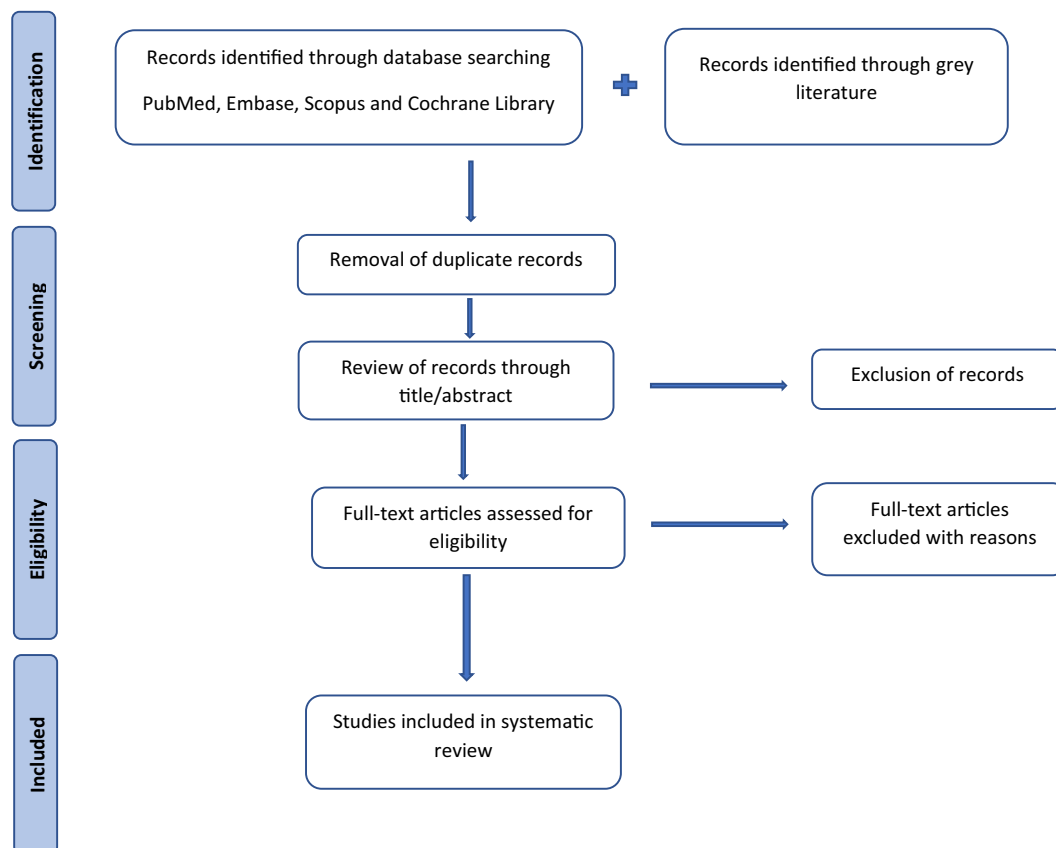 Identification
Records identified through database searching
PubMed, Embase, Scopus and Cochrane Library
Records identified through grey
literature
Screening
Removal of duplicate records
Review of records through
title/abstract
Exclusion of records
Eligibility
Full-text articles assessed for
eligibility
Full-text articles
excluded with reasons
Included
Studies included in systematic
review